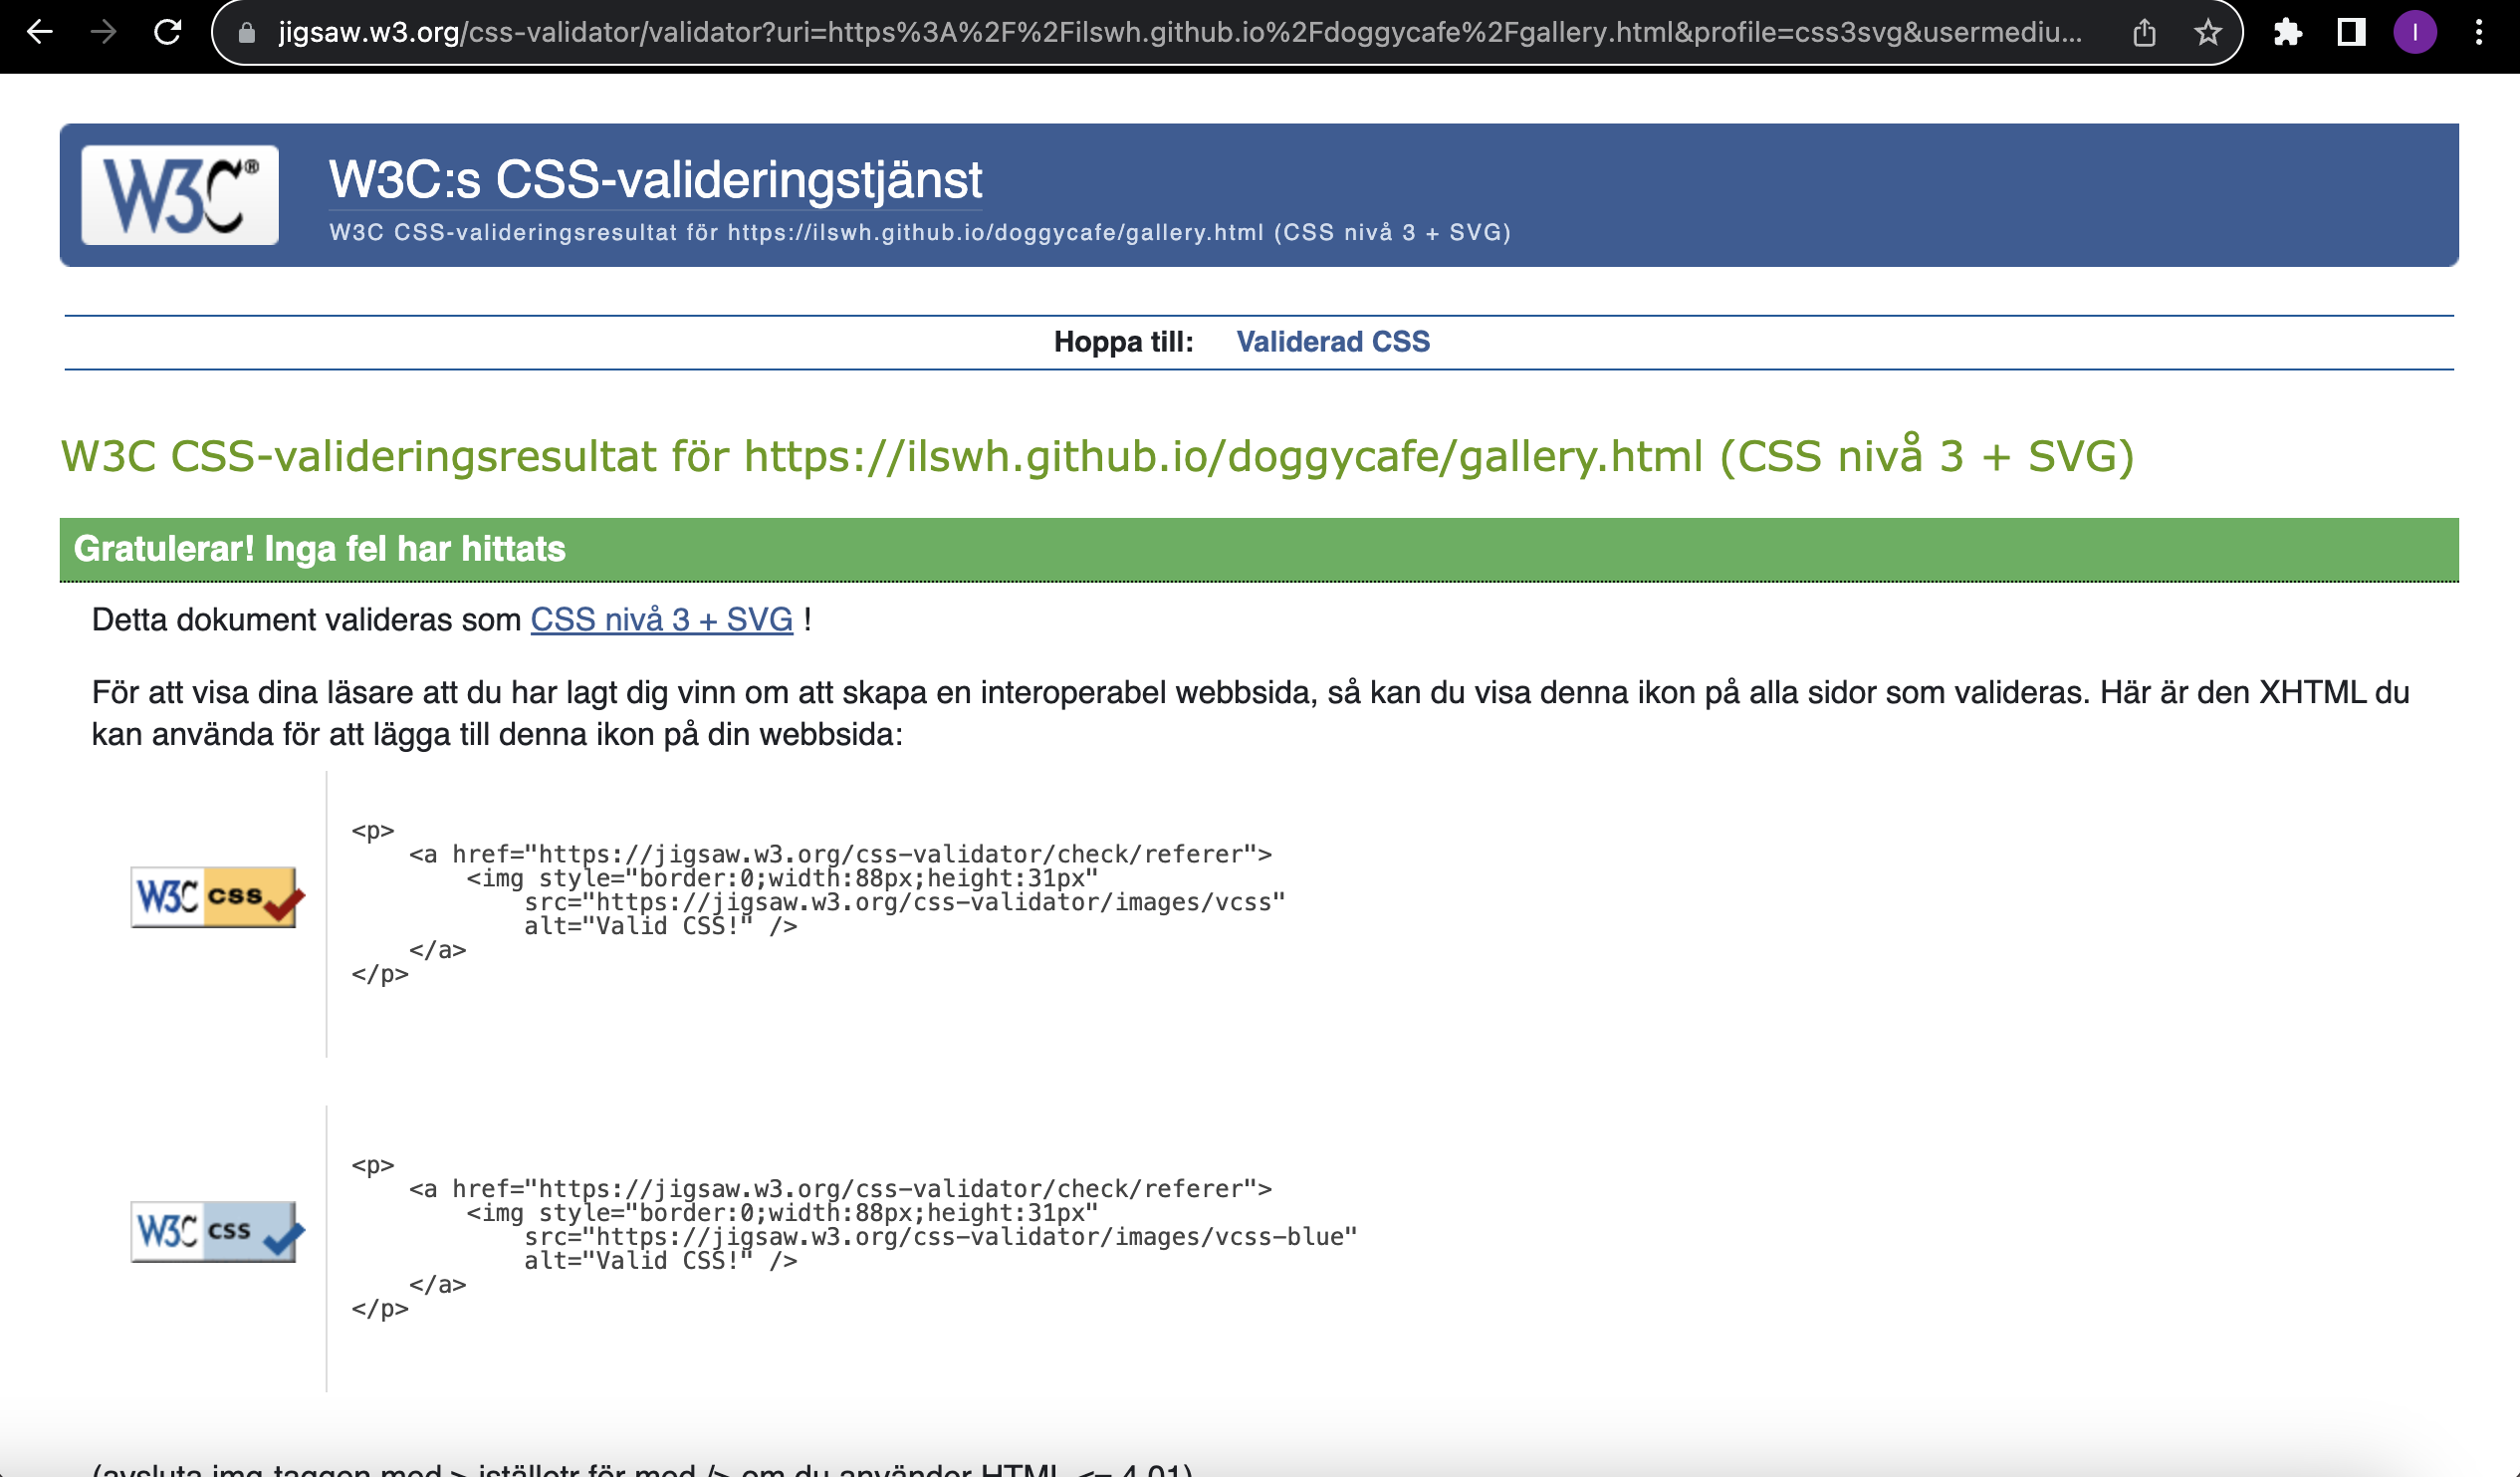 jigsaw.w3.org/css-validator/validator?uri=https%3A%2F%2Filswh.github.io%2Fdoggycafe%2Fgallery.html&profile=css3svg&usermediu...
I
W3C®
W3C:s CSS-valideringstjänst
W3C CSS-valideringsresultat för https://ilswh.github.io/doggycafe/gallery.html (CSS nivå 3 + SVG)
Hoppa till: Validerad CSS
W3C CSS-valideringsresultat för https://ilswh.github.io/doggycafe/gallery.html (CSS nivå 3 + SVG)
Gratulerar! Inga fel har hittats
Detta dokument valideras som CSS nivå 3 + SVG !
För att visa dina läsare att du har lagt dig vinn om att skapa en interoperabel webbsida, så kan du visa denna ikon på alla sidor som valideras. Här är den XHTML du
kan använda för att lägga till denna ikon på din webbsida:
W3C css
<p>
<a href="https://jigsaw.w3.org/css-validator/check/referer">
<img style="border:0;width:88px;height:31px"
src="https://jigsaw.w3.org/css-validator/images/vcss"
alt="Valid CSS!" />
</a>
</p>
W3C css
<p>
<a href="https://jigsaw.w3.org/css-validator/check/referer">
<img style="border:0;width:88px;height:31px"
src="https://jigsaw.w3.org/css-validator/images/vcss-blue"
alt="Valid CSS!" />
</a>
</p>
(avsluta img-taggen med > iställetr för med /> om du använder HTML <= 4.01)